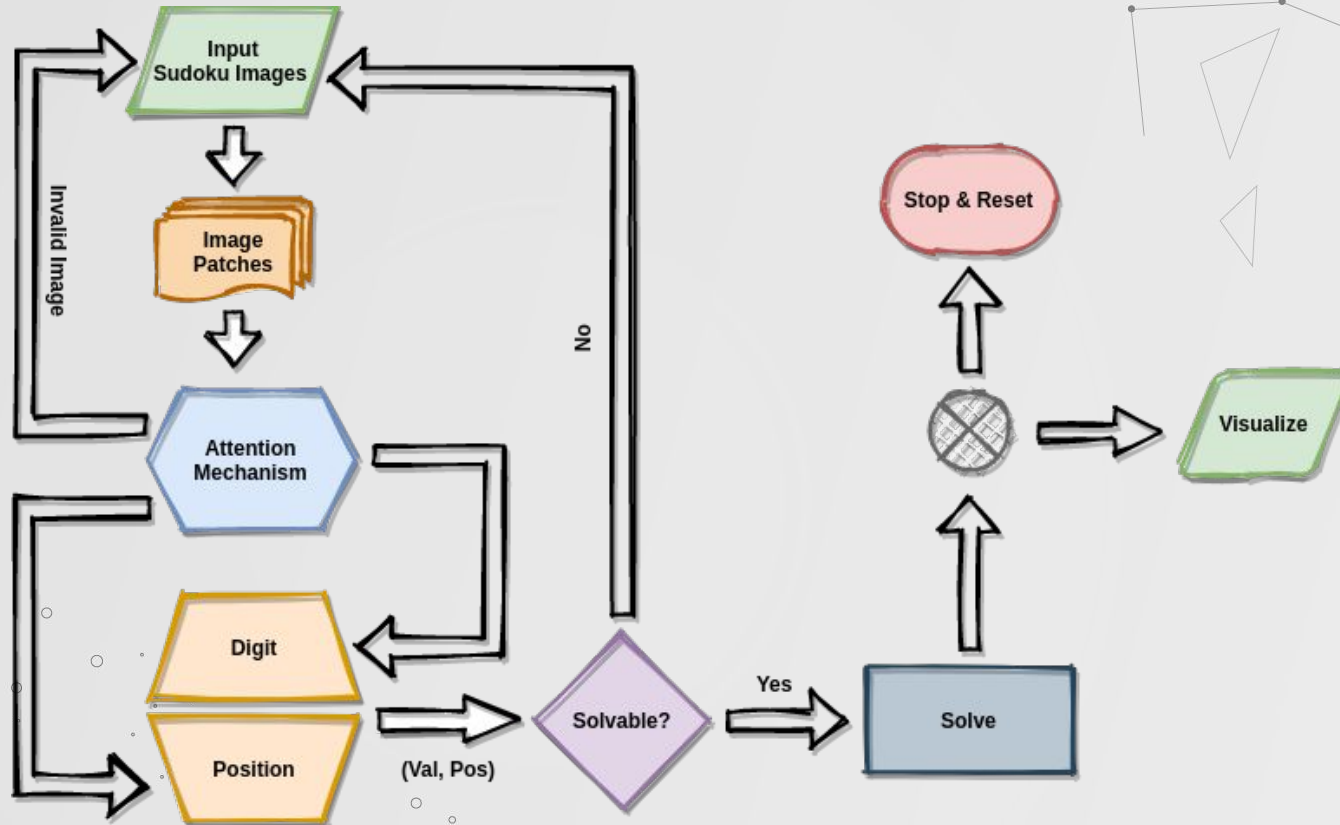 Input
Sudoku Images
Invalid Image
Image
Patches
Attention
Mechanism
Digit
Position
(Val, Pos)
No
Solvable?
Yes
Solve
Stop & Reset
Visualize